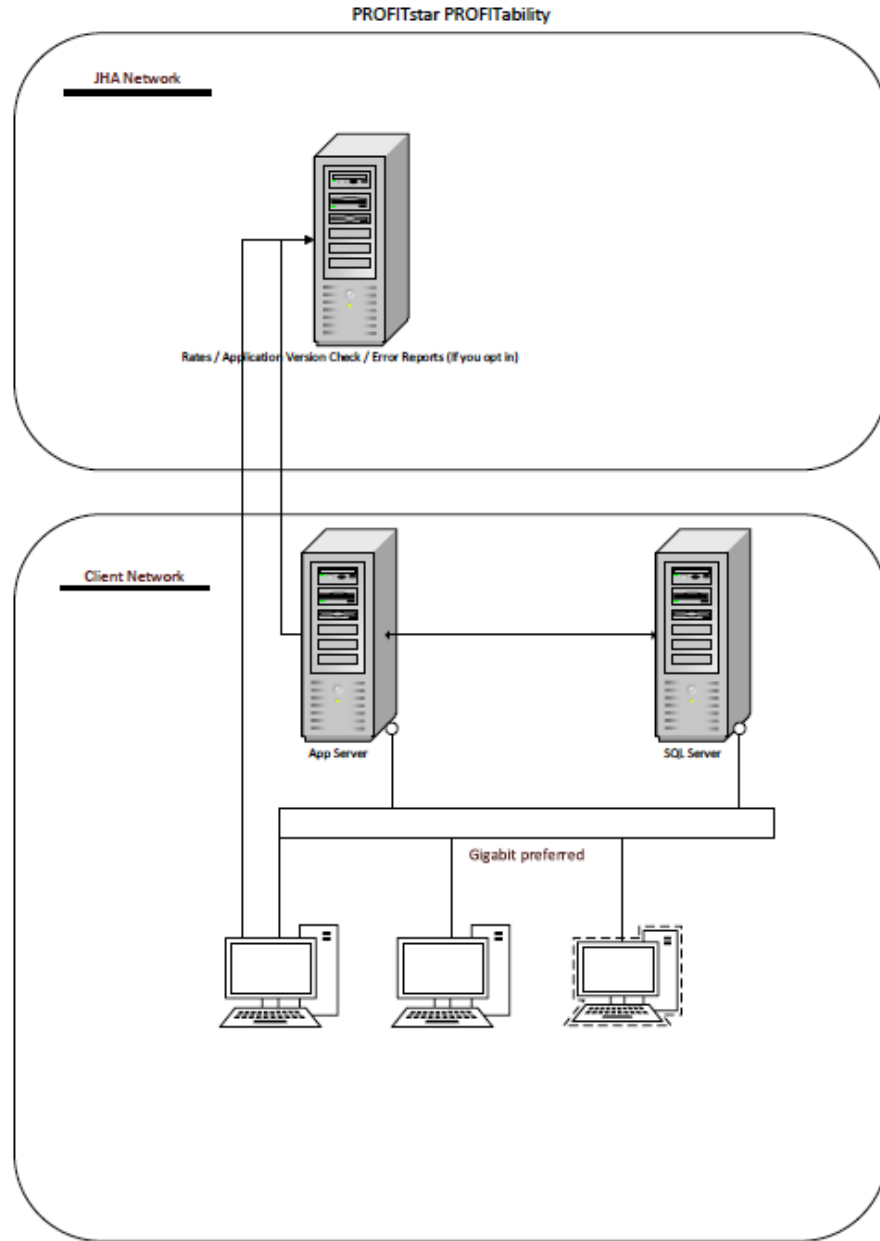 PROFITstar PROFITability
JHA Network
Rates / Application Version Check / Error Reports (If you opt in)
Client Network
App Server
SQL Server
Gigabit preferred